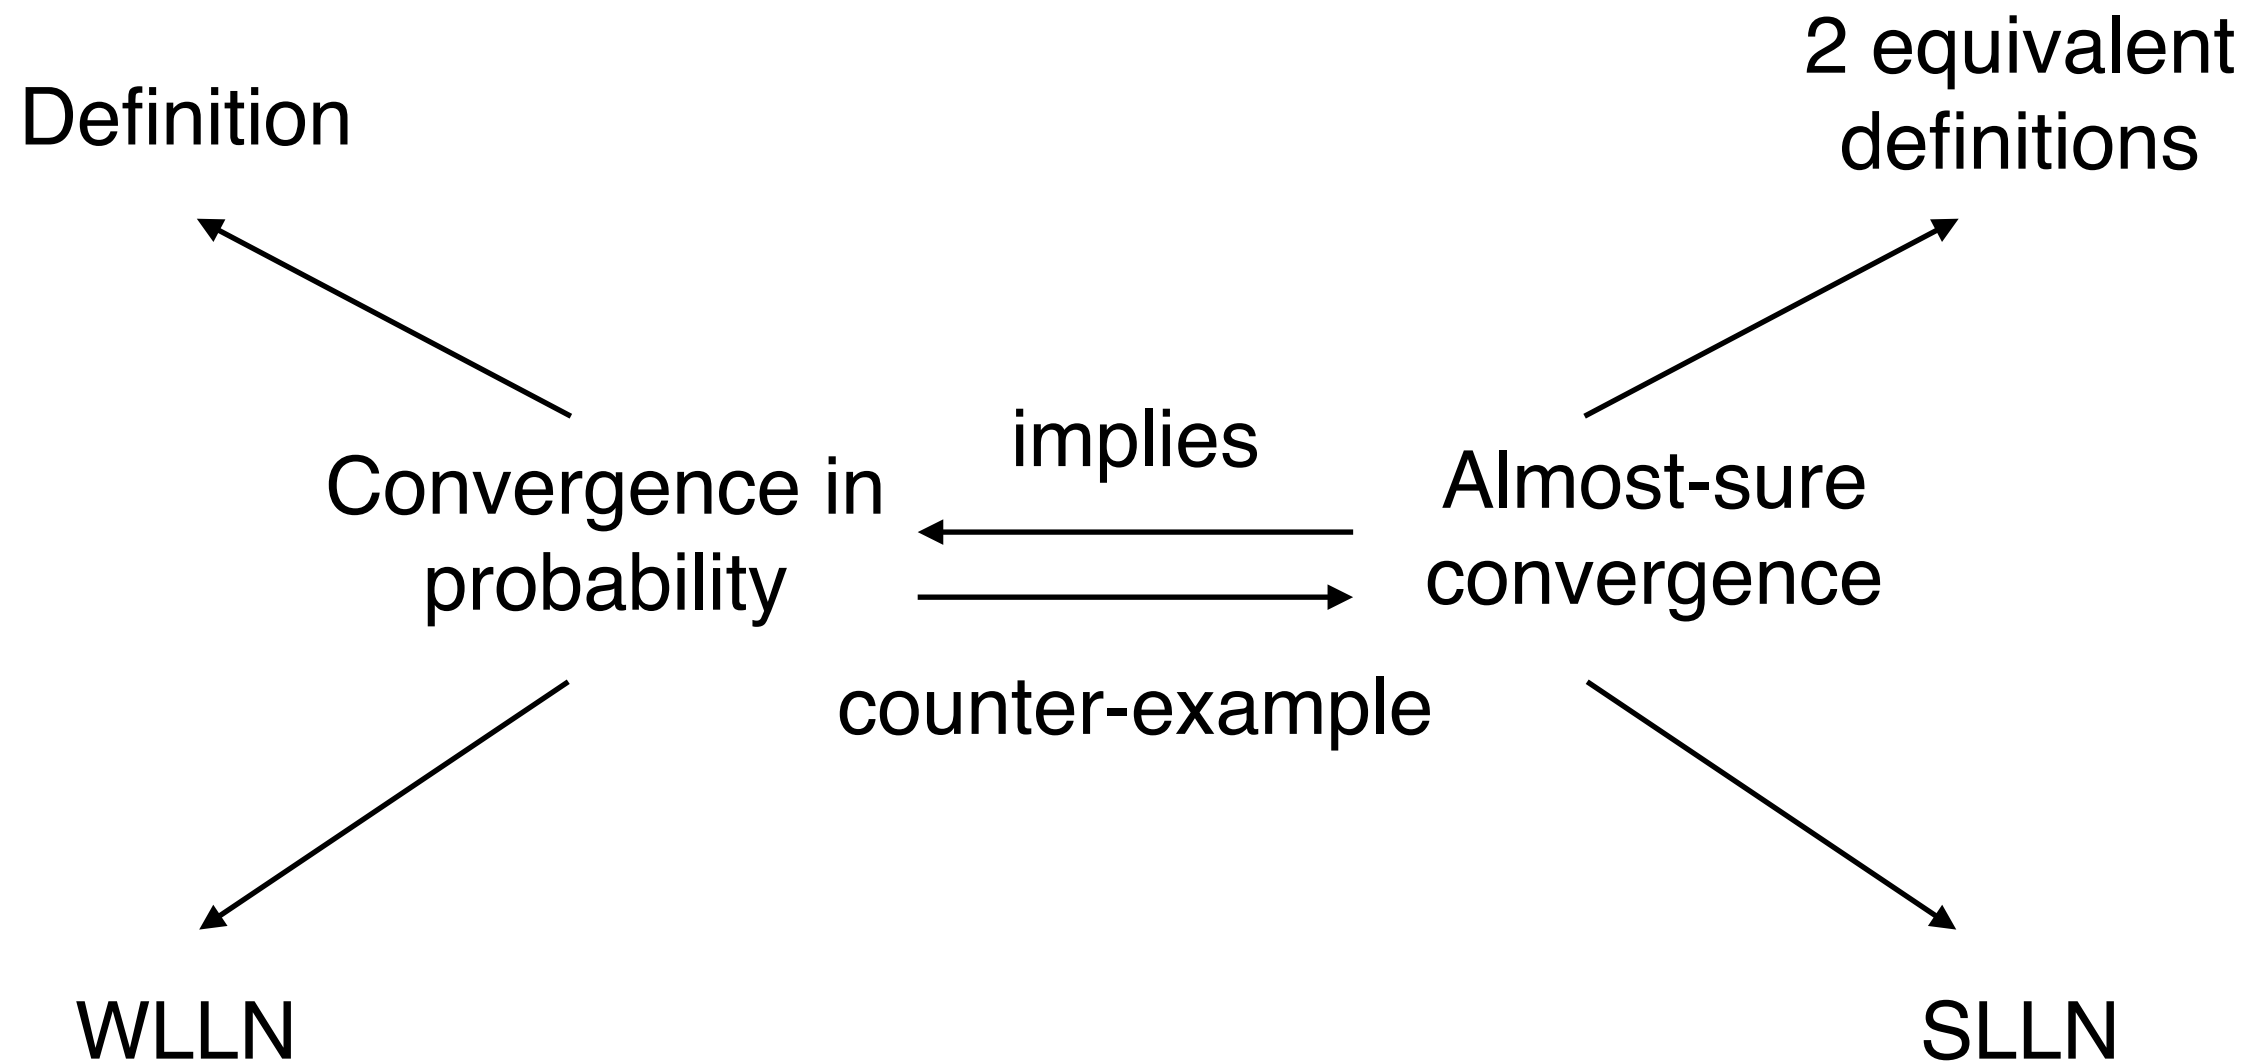 Definition
2 equivalent
definitions
implies
Convergence in
probability
Almost-sure
convergence
counter-example
WLLN
SLLN